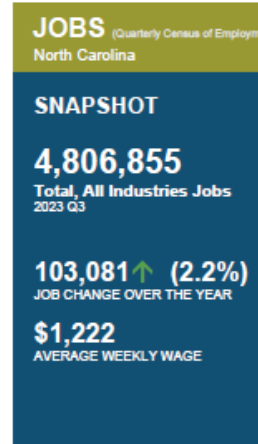 JOBS (Quarterly Census of Employm
North Carolina
SNAPSHOT
4,806,855
Total, All Industries Jobs
2023 Q3
103,081↑ (2.2%)
JOB CHANGE OVER THE YEAR
$1,222
AVERAGE WEEKLY WAGE